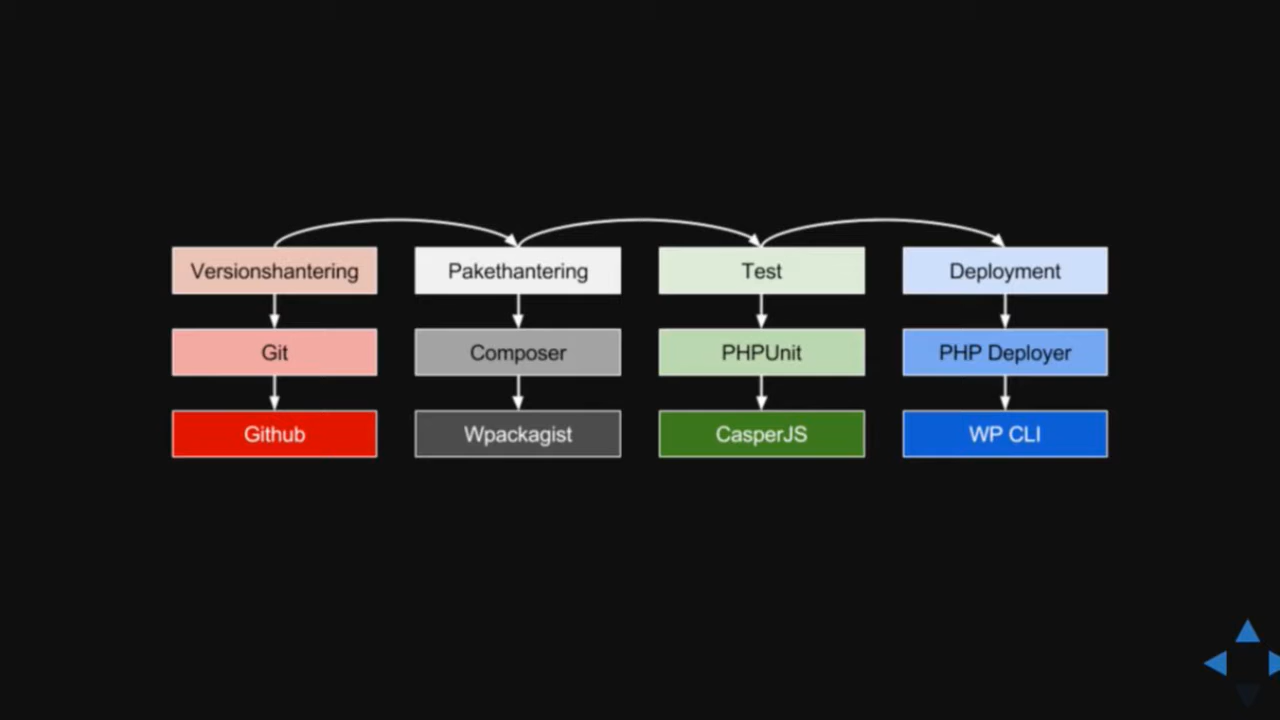 Versionshantering
Pakethantering
Test
Deployment
Git
Composer
PHPUnit
PHP Deployer
Github
Wpackagist
CasperJS
WP CLI